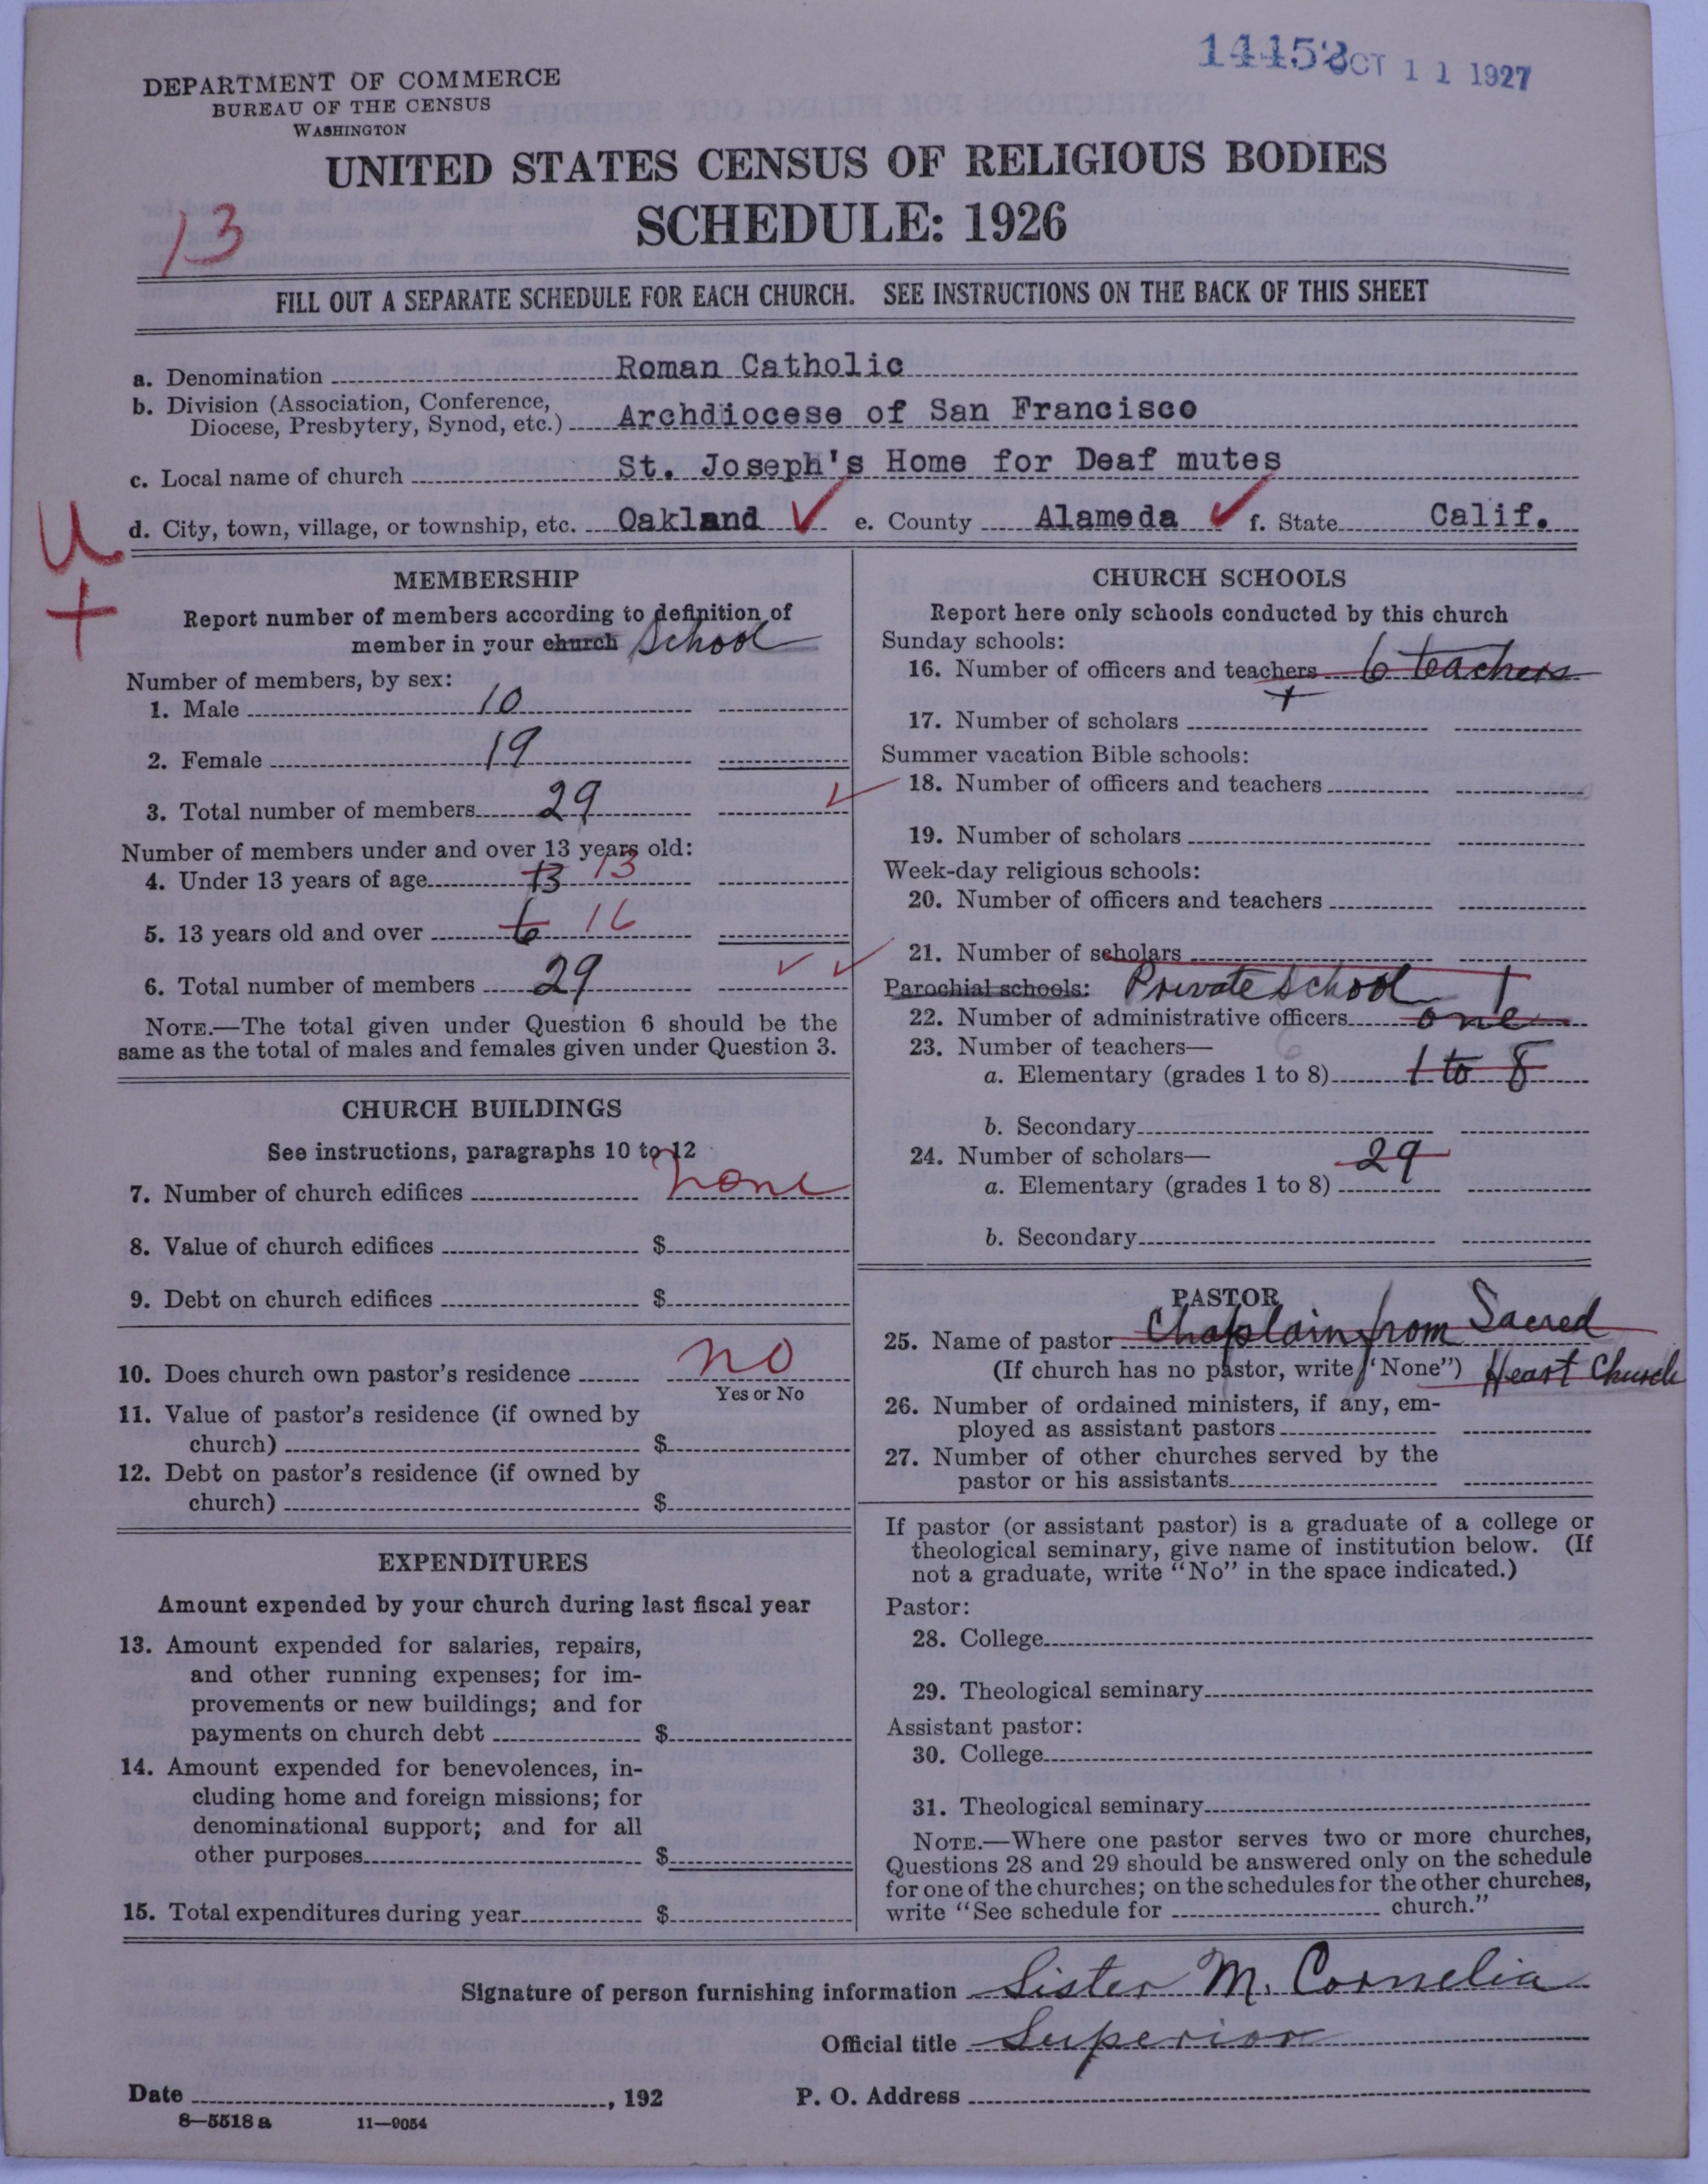 14152 OCT 11 1927
DEPARTMENT OF COMMERCE
BUREAU OF THE CENSUS
WASHINGTON
UNITED STATES CENSUS OF RELIGIOUS BODIES
SCHEDULE: 1926
13
FILL OUT A SEPARATE SCHEDULE FOR EACH CHURCH. SEE INSTRUCTIONS ON THE BACK OF THIS SHEET
a. Denomination Roman Catholic
b. Division (Association, Conference,
Diocese, Presbytery, Synod, etc.) Archdiocese of San Francisco
c. Local name of church St. Joseph's Home for Deaf mutes
d. City, town, village, or township, etc. Oakland ✓ e. County Alameda ✓ f. State Calif.
U
+
MEMBERSHIP
Report number of members according to definition of
member in your church School
Number of members, by sex:
1. Male 10
2. Female 19
3. Total number of members 29 ✓
Number of members under and over 13 years old:
4. Under 13 years of age 13 13
5. 13 years old and over 6 16
6. Total number of members 29 ✓ ✓
NOTE.—The total given under Question 6 should be the
same as the total of males and females given under Question 3.
CHURCH BUILDINGS
See instructions, paragraphs 10 to 12
7. Number of church edifices none
8. Value of church edifices $
9. Debt on church edifices $
10. Does church own pastor's residence no
Yes or No
11. Value of pastor's residence (if owned by
church) $
12. Debt on pastor's residence (if owned by
church) $
EXPENDITURES
Amount expended by your church during last fiscal year
13. Amount expended for salaries, repairs,
and other running expenses; for im-
provements or new buildings; and for
payments on church debt $
14. Amount expended for benevolences, in-
cluding home and foreign missions; for
denominational support; and for all
other purposes $
15. Total expenditures during year $
CHURCH SCHOOLS
Report here only schools conducted by this church
Sunday schools:
16. Number of officers and teachers 6 teachers
+
17. Number of scholars
Summer vacation Bible schools:
18. Number of officers and teachers
19. Number of scholars
Week-day religious schools:
20. Number of officers and teachers
21. Number of scholars
Parochial schools: Private School 1
22. Number of administrative officers one
23. Number of teachers— 6
a. Elementary (grades 1 to 8) 1 to 8
b. Secondary
24. Number of scholars— 29
a. Elementary (grades 1 to 8)
b. Secondary
PASTOR
25. Name of pastor Chaplain from Sacred
(If church has no pastor, write "None") Heart Church
26. Number of ordained ministers, if any, em-
ployed as assistant pastors
27. Number of other churches served by the
pastor or his assistants
If pastor (or assistant pastor) is a graduate of a college or
theological seminary, give name of institution below. (If
not a graduate, write "No" in the space indicated.)
Pastor:
28. College
29. Theological seminary
Assistant pastor:
30. College
31. Theological seminary
NOTE.—Where one pastor serves two or more churches,
Questions 28 and 29 should be answered only on the schedule
for one of the churches; on the schedules for the other churches,
write "See schedule for church."
Signature of person furnishing information Sister M. Cornelia
Official title Superior
Date , 192 P. O. Address
8—5518 a 11—9054